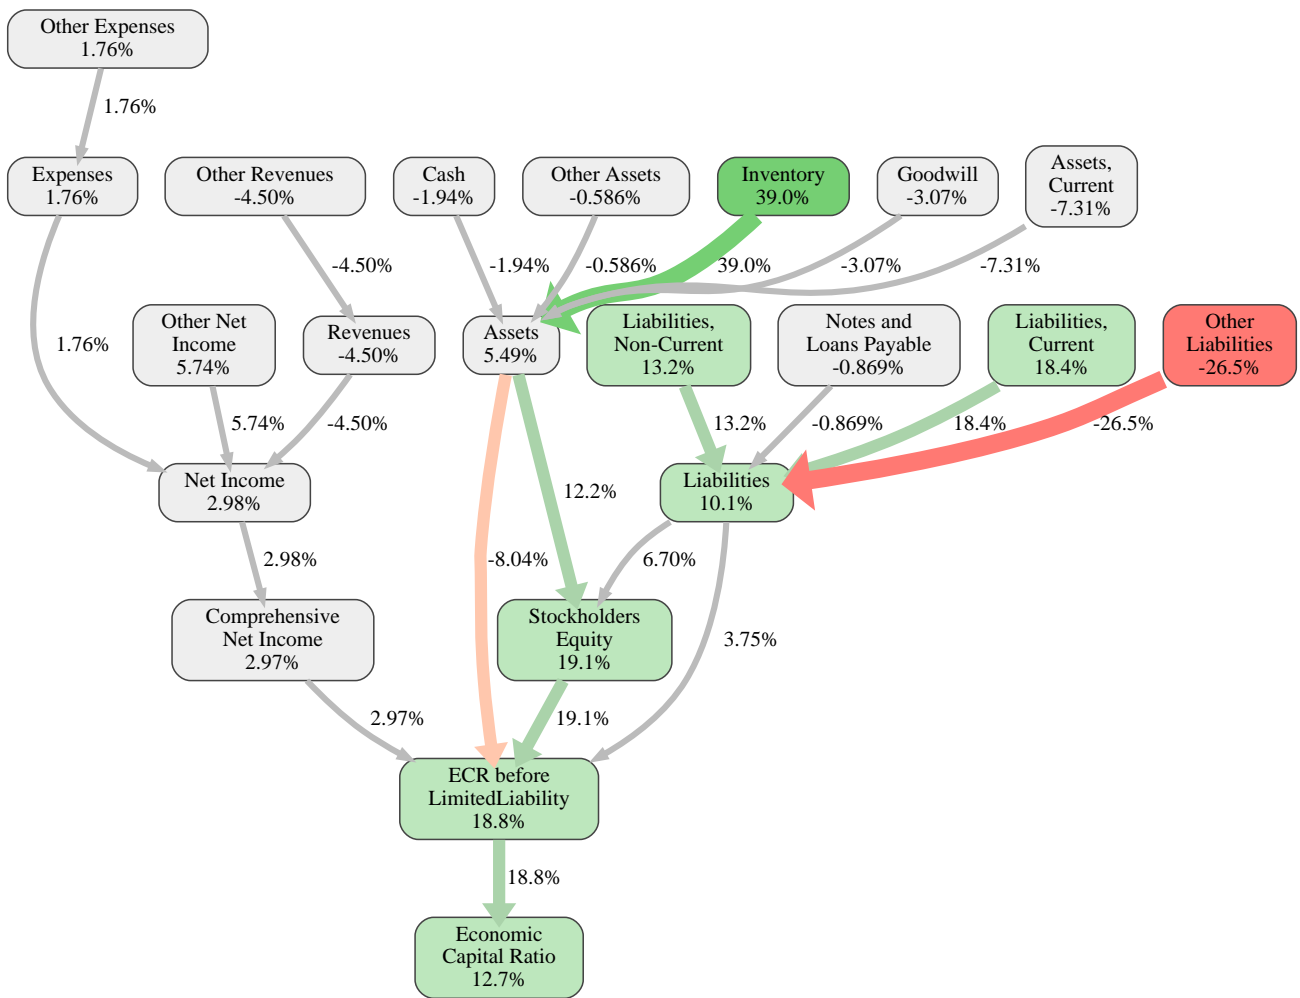 Other Expenses
1.76%
1.76%
Expenses
1.76%
Other Revenues
-4.50%
Cash
-1.94%
Other Assets
-0.586%
Inventory
39.0%
Goodwill
-3.07%
Assets,
Current
-7.31%
-4.50%
-1.94%
-0.586%
39.0%
-3.07%
-7.31%
1.76%
Other Net
Income
5.74%
Revenues
-4.50%
Assets
5.49%
Liabilities,
Non-Current
13.2%
Notes and
Loans Payable
-0.869%
Liabilities,
Current
18.4%
Other
Liabilities
-26.5%
5.74%
-4.50%
13.2%
-0.869%
18.4%
-26.5%
Net Income
2.98%
12.2%
Liabilities
10.1%
2.98%
-8.04%
6.70%
Comprehensive
Net Income
2.97%
Stockholders
Equity
19.1%
3.75%
2.97%
19.1%
ECR before
LimitedLiability
18.8%
18.8%
Economic
Capital Ratio
12.7%